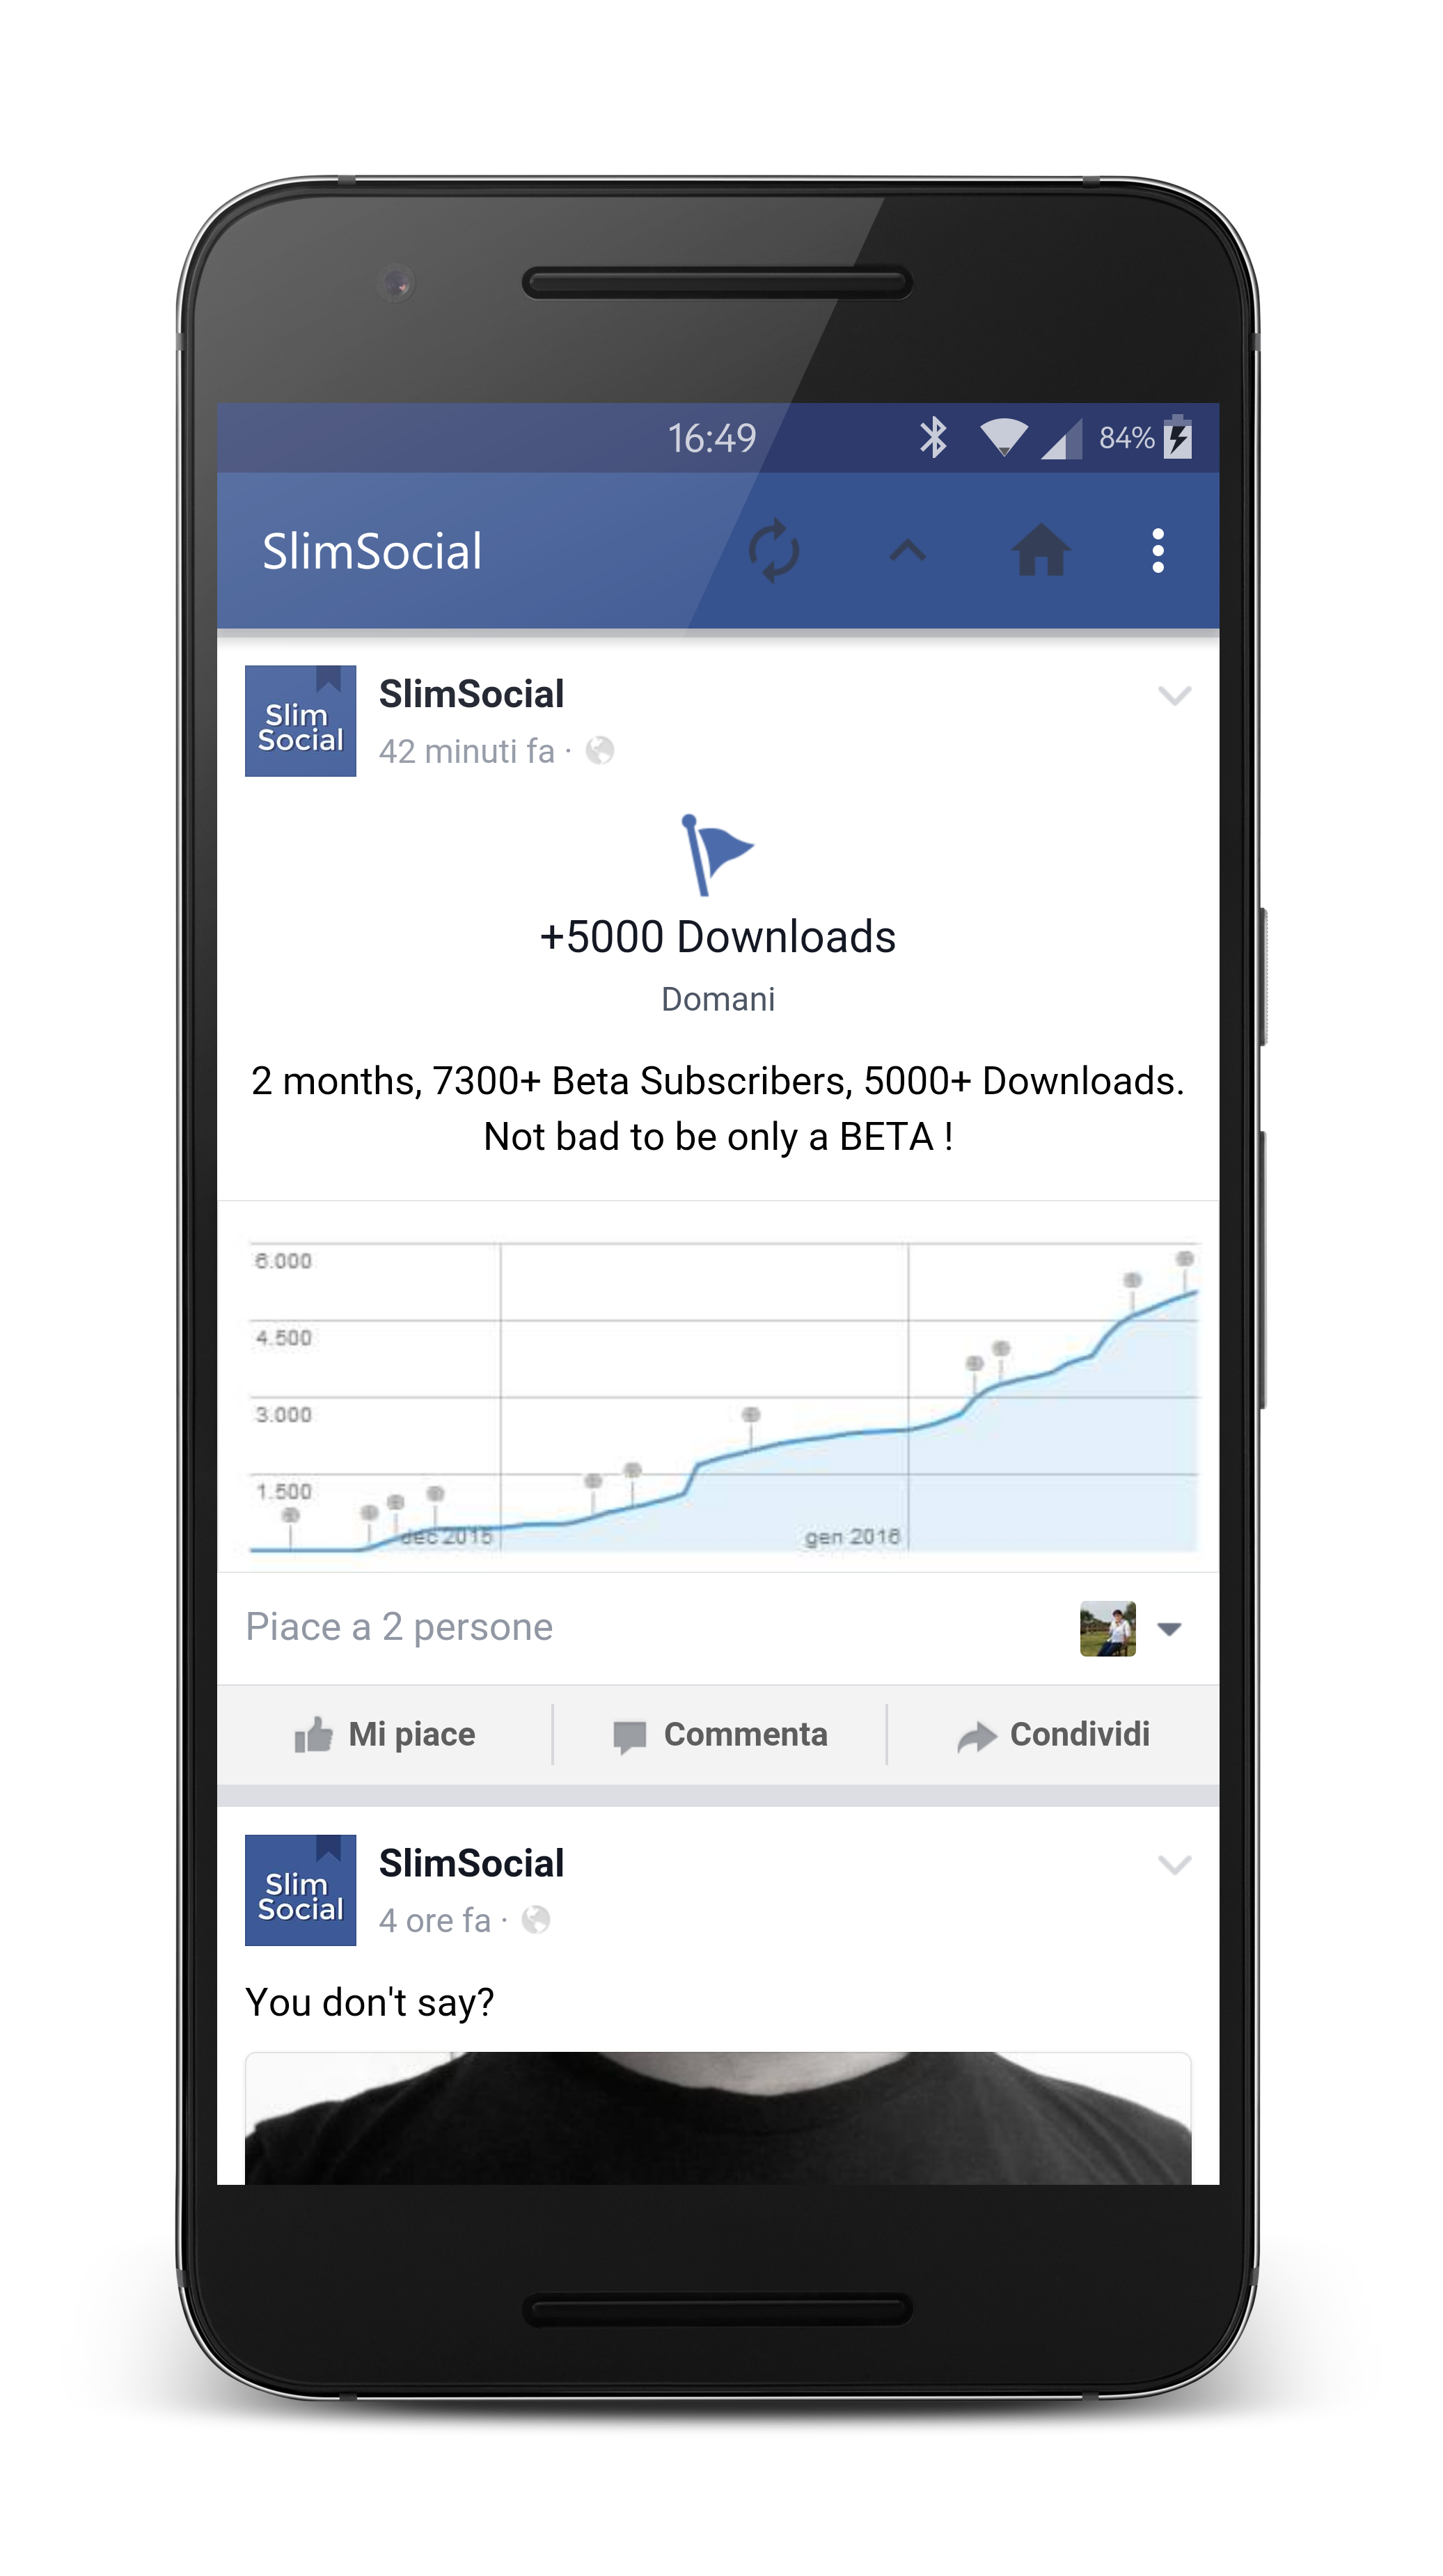 16:49
84%
SlimSocial
Slim
Social
SlimSocial
42 minuti fa ·
+5000 Downloads
Domani
2 months, 7300+ Beta Subscribers, 5000+ Downloads.
Not bad to be only a BETA !
6.000
4.500
3.000
1.500
dec 2015
gen 2016
Piace a 2 persone
Mi piace
Commenta
Condividi
Slim
Social
SlimSocial
4 ore fa ·
You don't say?